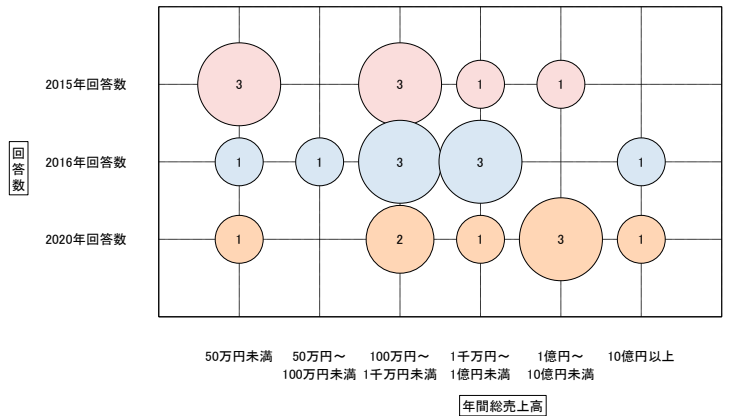 2015年回答数
3
3
1
1
回答数
2016年回答数
1
1
3
3
1
2020年回答数
1
2
1
3
1
50万円未満
50万円～
100万円未満
100万円～
1千万円未満
1千万円～
1億円未満
1億円～
10億円未満
10億円以上
年間総売上高